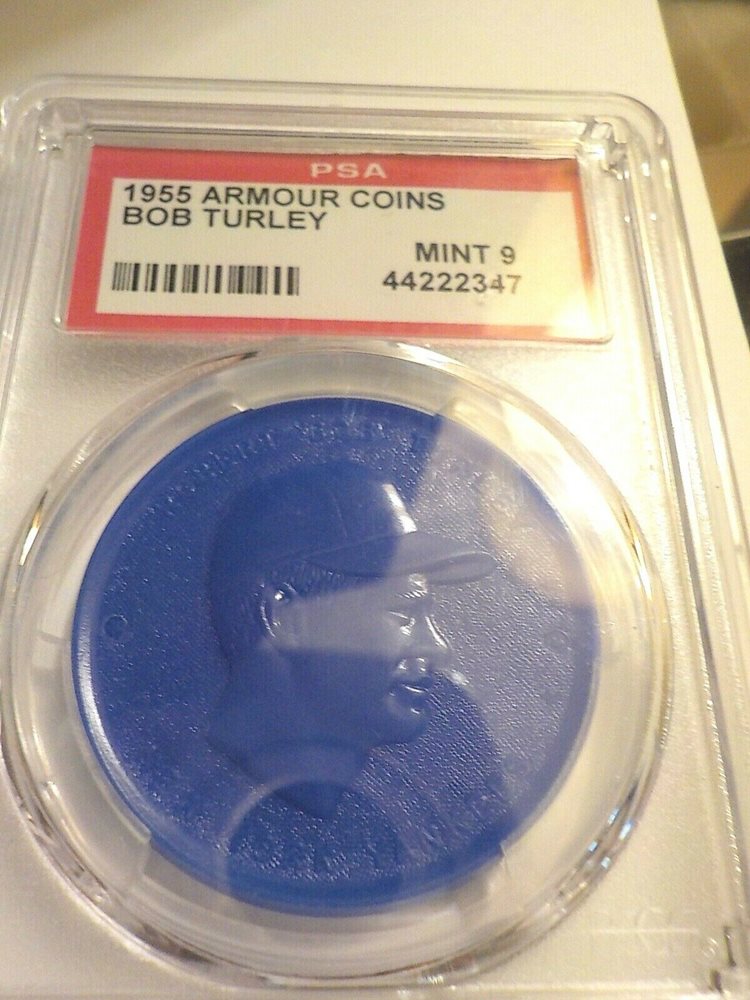 PSA
1955 ARMOUR COINS
BOB TURLEY
MINT 9
44222347